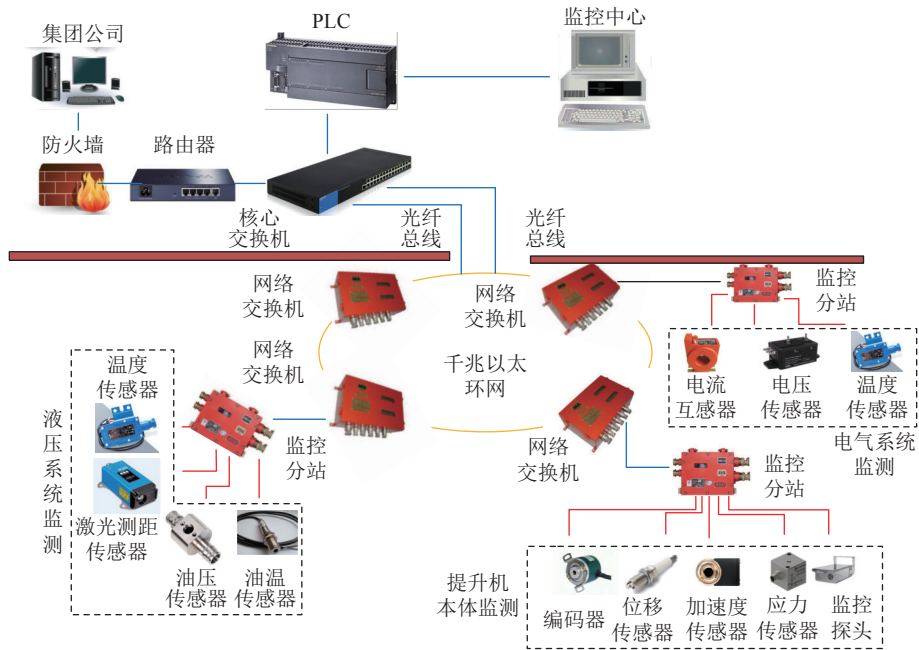 集团公司
PLC
监控中心
防火墙
路由器
核心
交换机
光纤
总线
光纤
总线
网络
交换机
网络
交换机
监控
分站
网络
交换机
千兆以太
环网
电流
互感器
电压
传感器
温度
传感器
电气系统
监测
温度
传感器
液压系统监测
激光测距
传感器
油压
传感器
油温
传感器
监控
分站
网络
交换机
监控
分站
提升机
本体监测
编码器
位移
传感器
加速度
传感器
应力
传感器
监控
探头